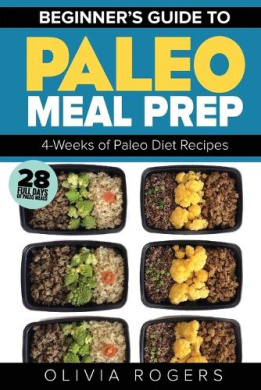 BEGINNER'S GUIDE TO
PALEO
MEAL PREP
4-Weeks of Paleo Diet Recipes
28
FULL DAYS
OF PALEO MEALS
OLIVIA ROGERS